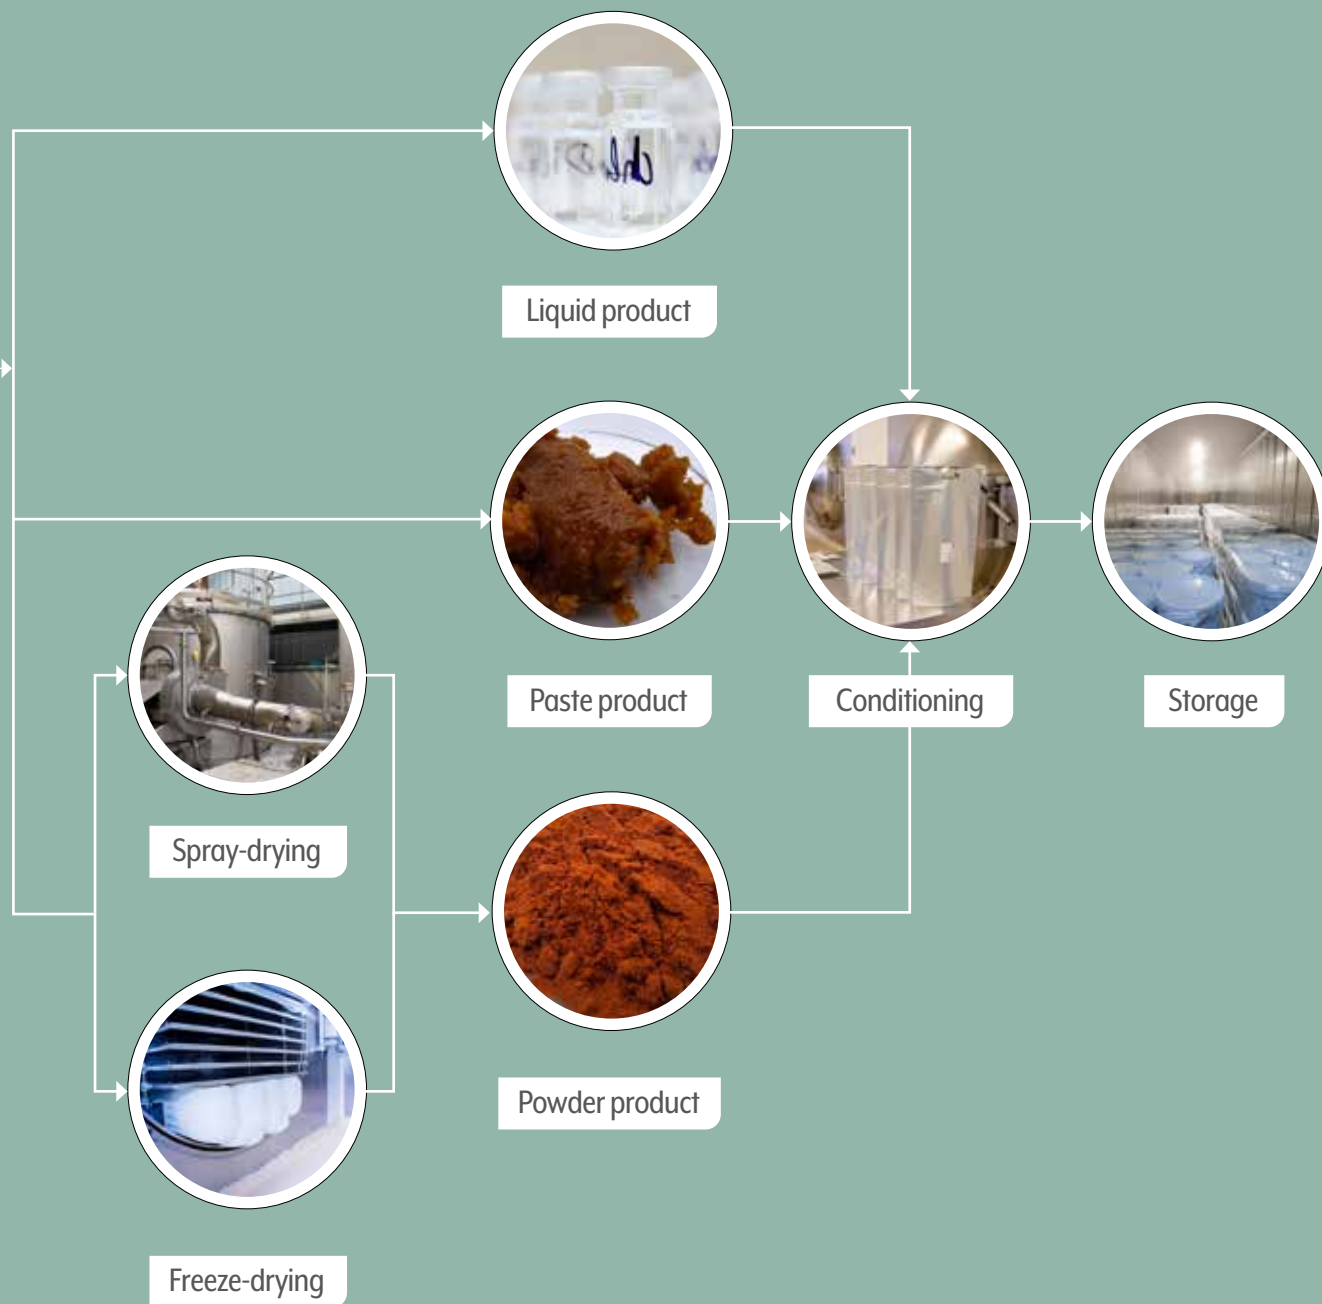 Liquid product
Paste product
Conditioning
Storage
Spray-drying
Powder product
Freeze-drying